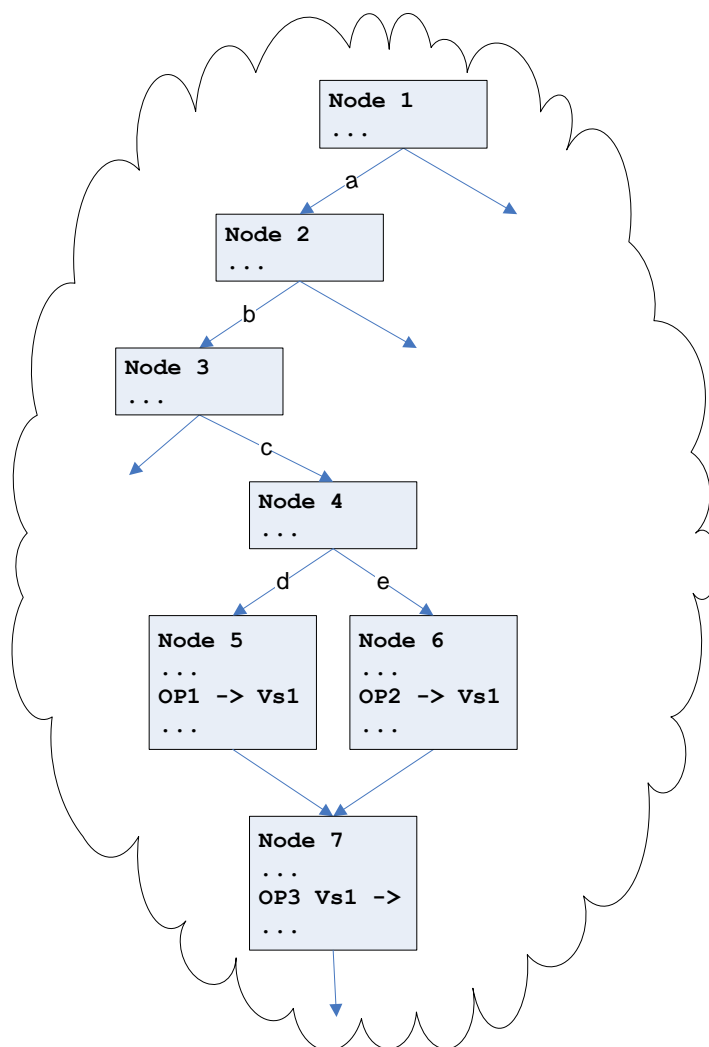 Node 1
...
a
Node 2
...
b
Node 3
...
c
Node 4
...
d
e
Node 5
...
OP1 -> Vs1
...
Node 6
...
OP2 -> Vs1
...
Node 7
...
OP3 Vs1 ->
...